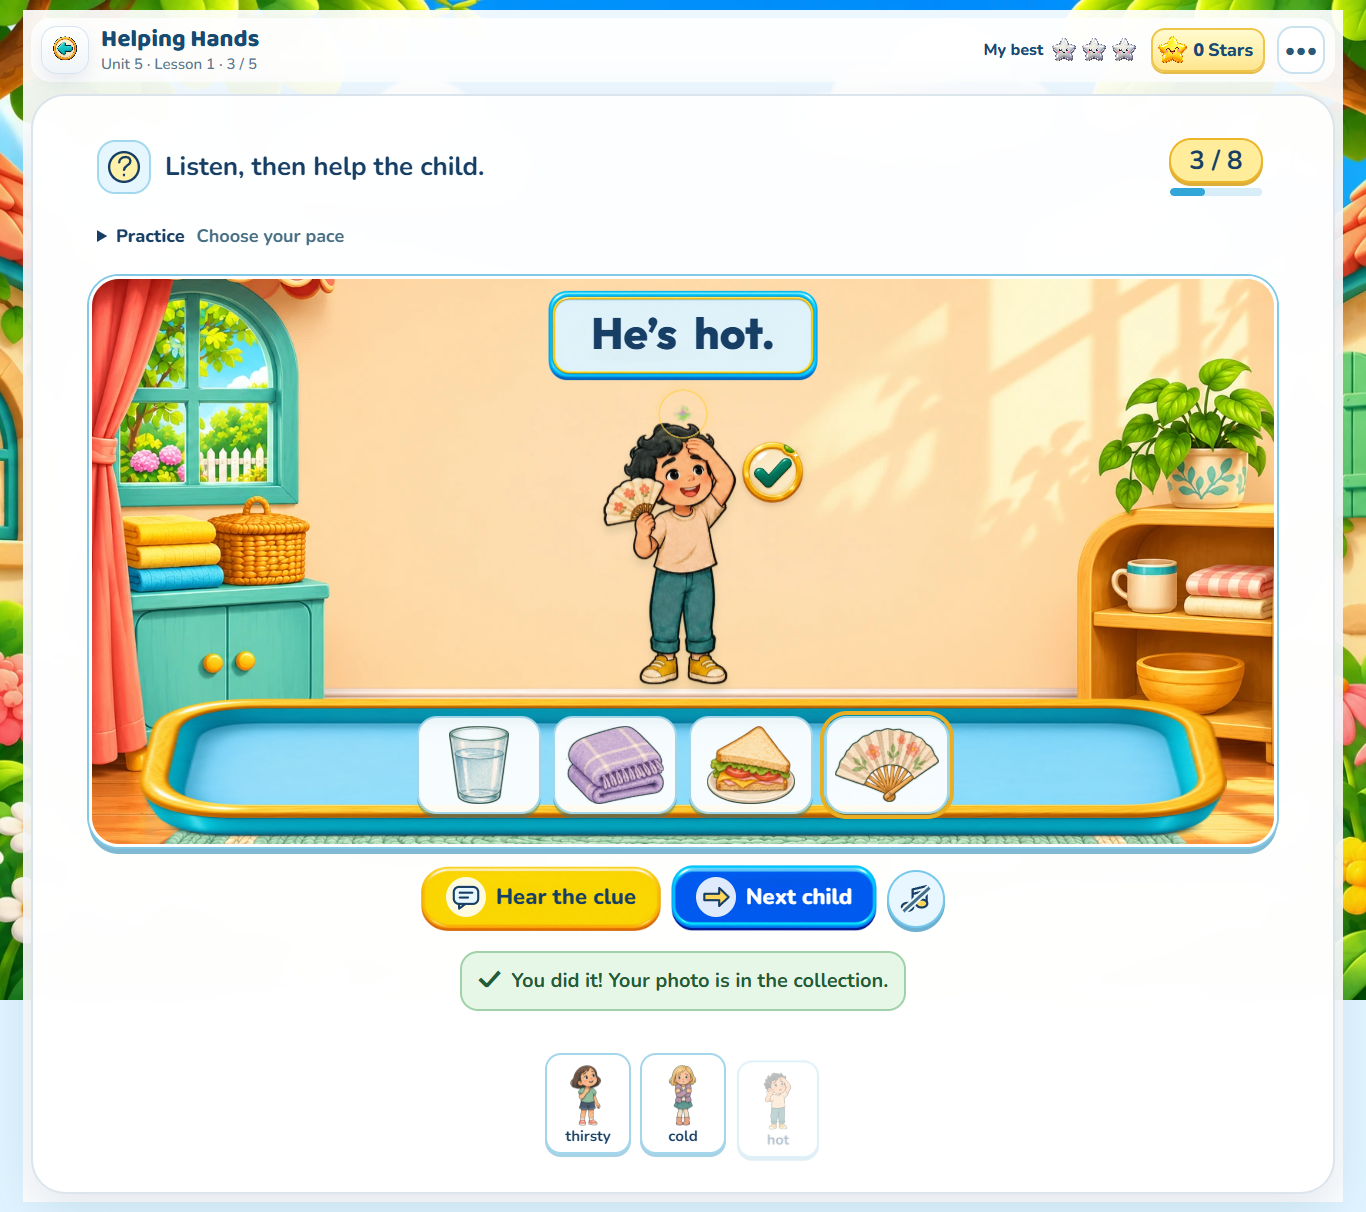 Helping Hands
Unit 5 · Lesson 1 · 3 / 5
My best
0 Stars
Listen, then help the child.
3 / 8
Practice Choose your pace
He's hot.
Hear the clue
Next child
You did it! Your photo is in the collection.
thirsty
cold
hot